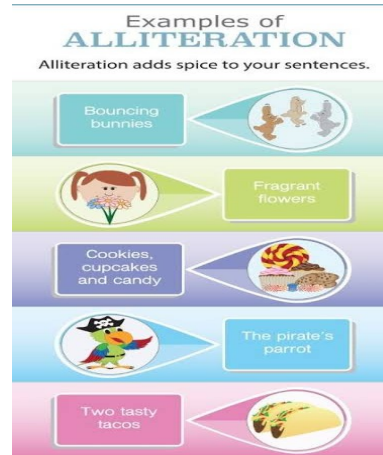 Examples of
ALLITERATION
Alliteration adds spice to your sentences.
Bouncing
bunnies
Fragrant
flowers
Cookies,
cupcakes
and candy
The pirate's
parrot
Two tasty
tacos